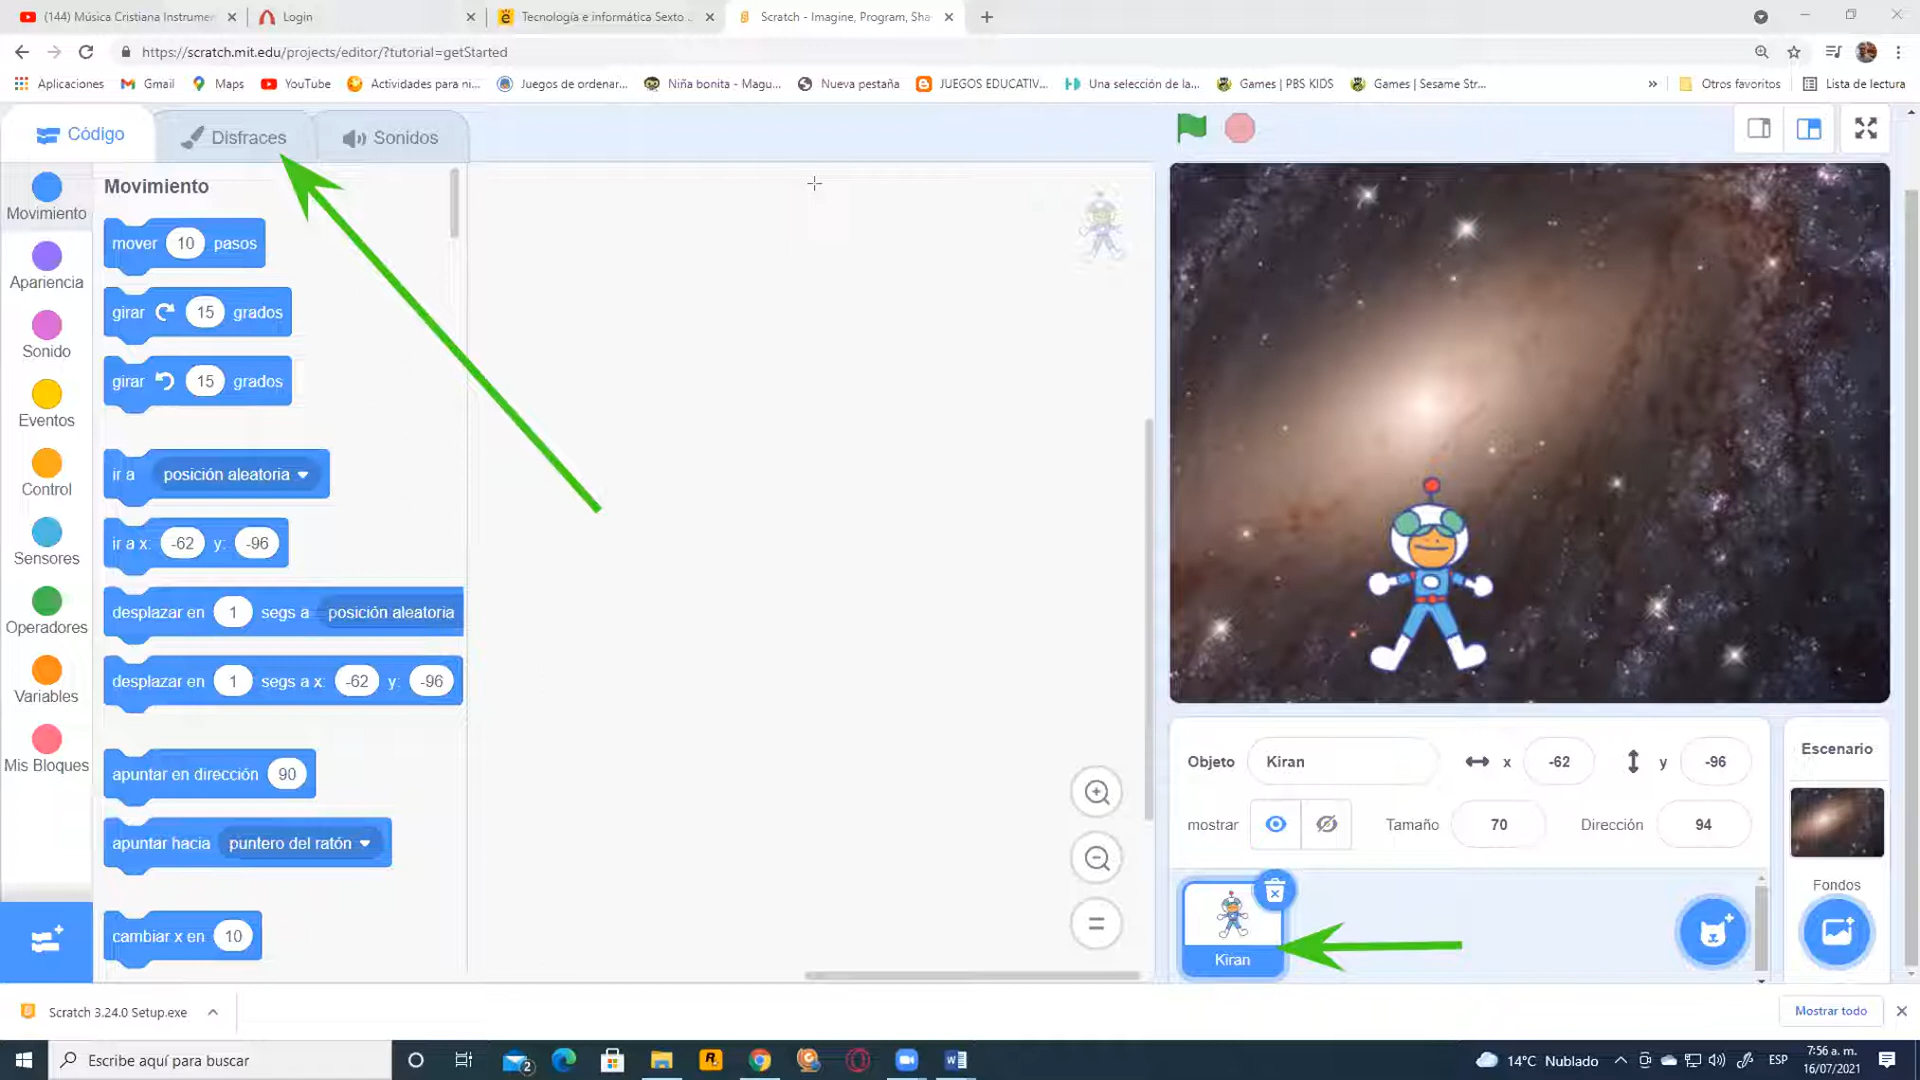 (144) Música Cristiana Instrumen
Login
Tecnología e informática Sexto
Scratch - Imagine, Program, Sha
https://scratch.mit.edu/projects/editor/?tutorial=getStarted
Aplicaciones
Gmail
Maps
YouTube
Actividades para ni...
Juegos de ordenar...
Niña bonita - Magu...
Nueva pestaña
JUEGOS EDUCATIV...
Una selección de la...
Games | PBS KIDS
Games | Sesame Str...
»
Otros favoritos
Lista de lectura
Código
Disfraces
Sonidos
Movimiento
Apariencia
Sonido
Eventos
Control
Sensores
Operadores
Variables
Mis Bloques
Movimiento
mover 10 pasos
girar 15 grados
girar 15 grados
ir a posición aleatoria
ir a x: -62 y: -96
desplazar en 1 segs a posición aleatoria
desplazar en 1 segs a x: -62 y: -96
apuntar en dirección 90
apuntar hacia puntero del ratón
cambiar x en 10
Objeto Kiran x -62 y -96
mostrar Tamaño 70 Dirección 94
Kiran
Escenario
Fondos
Scratch 3.24.0 Setup.exe
Mostrar todo
Escribe aquí para buscar
2
14°C Nublado
ESP
7:56 a. m.
16/07/2021